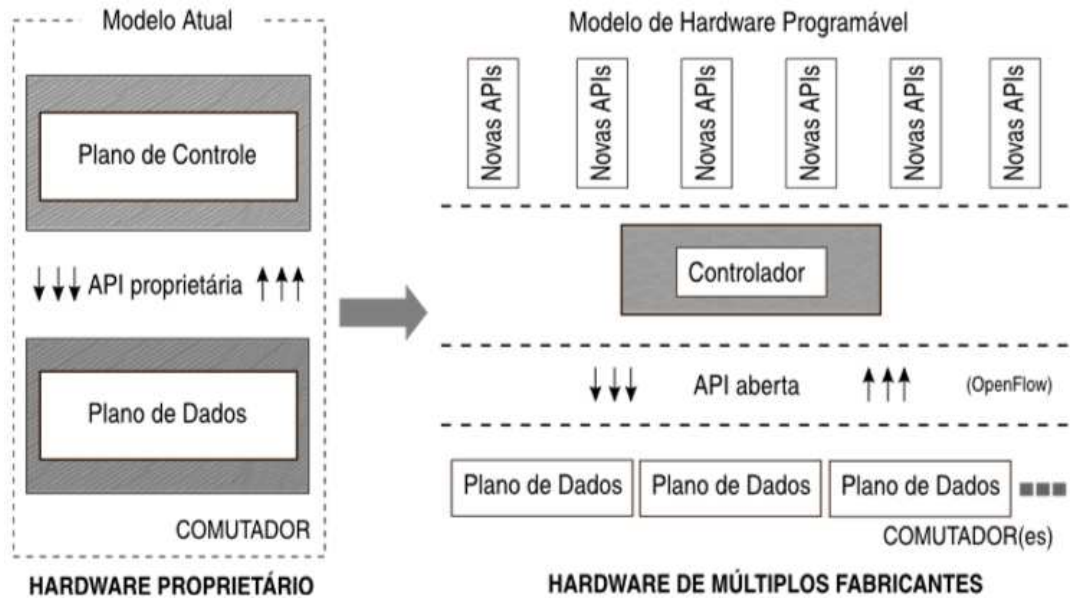 Modelo Atual
Plano de Controle
API proprietária
Plano de Dados
COMUTADOR
HARDWARE PROPRIETÁRIO
Modelo de Hardware Programável
Novas APIs
Novas APIs
Novas APIs
Novas APIs
Novas APIs
Novas APIs
Controlador
API aberta
(OpenFlow)
Plano de Dados
Plano de Dados
Plano de Dados
COMUTADOR(es)
HARDWARE DE MÚLTIPLOS FABRICANTES